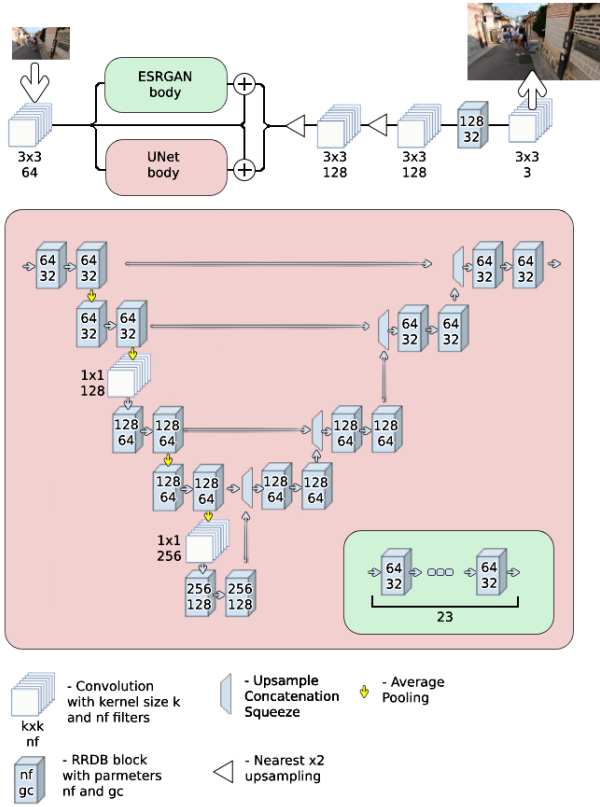 ESRGAN
body
UNet
body
3x3
64
3x3
128
3x3
128
128
32
3x3
3
64
32
64
32
64
32
64
32
64
32
64
32
64
32
64
32
1x1
128
128
64
128
64
128
64
128
64
128
64
128
64
128
64
128
64
1x1
256
256
128
256
128
64
32
64
32
23
- Convolution
with kernel size k
and nf filters
kxk
nf
- Upsample
Concatenation
Squeeze
- Average
Pooling
nf
gc
- RRDB block
with parmeters
nf and gc
- Nearest x2
upsampling